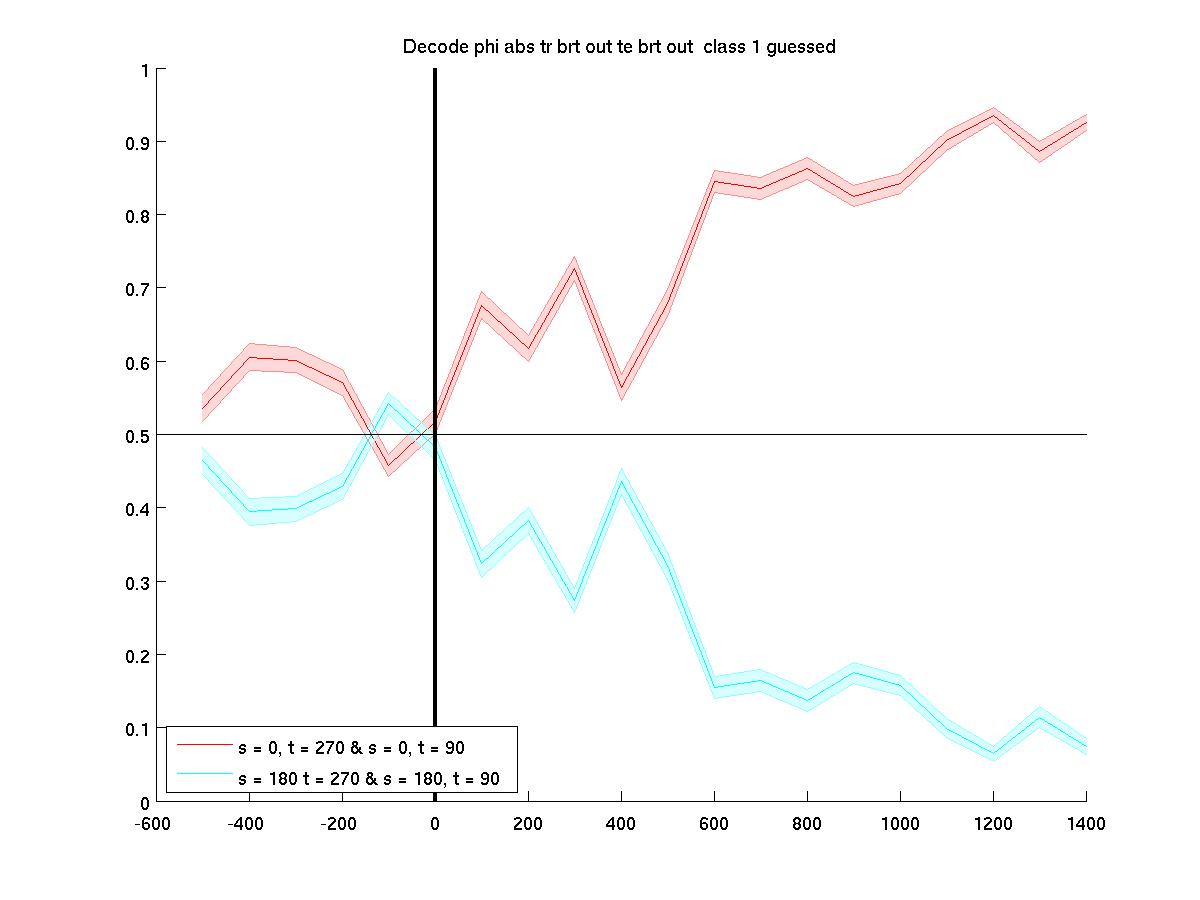 Decode phi abs tr brt out te brt out  class 1 guessed
1
0.9
0.8
0.7
0.6
0.5
0.4
0.3
0.2
0.1
0
s = 0, t = 270 & s = 0, t = 90
s = 180 t = 270 & s = 180, t = 90
-600 -400 -200 0 200 400 600 800 1000 1200 1400